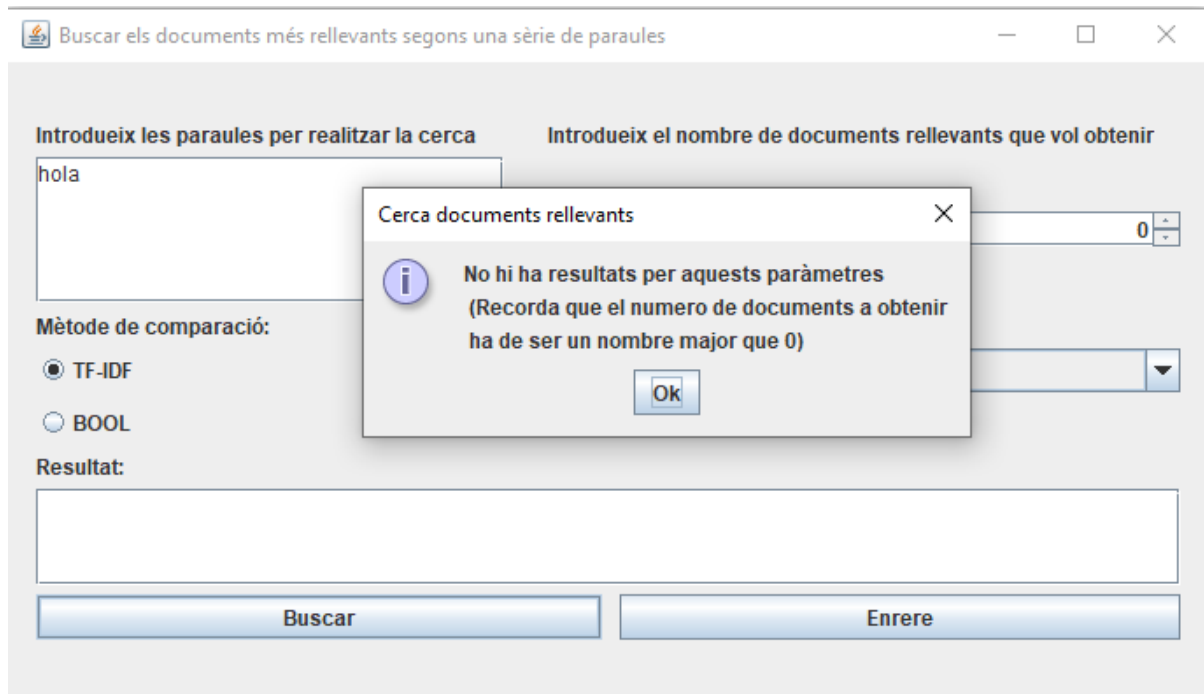 Buscar els documents més rellevants segons una sèrie de paraules
Introdueix les paraules per realitzar la cerca
Introdueix el nombre de documents rellevants que vol obtenir
hola
0
Cerca documents rellevants
No hi ha resultats per aquests paràmetres
(Recorda que el numero de documents a obtenir
ha de ser un nombre major que 0)
Ok
Mètode de comparació:
TF-IDF
BOOL
Resultat:
Buscar
Enrere